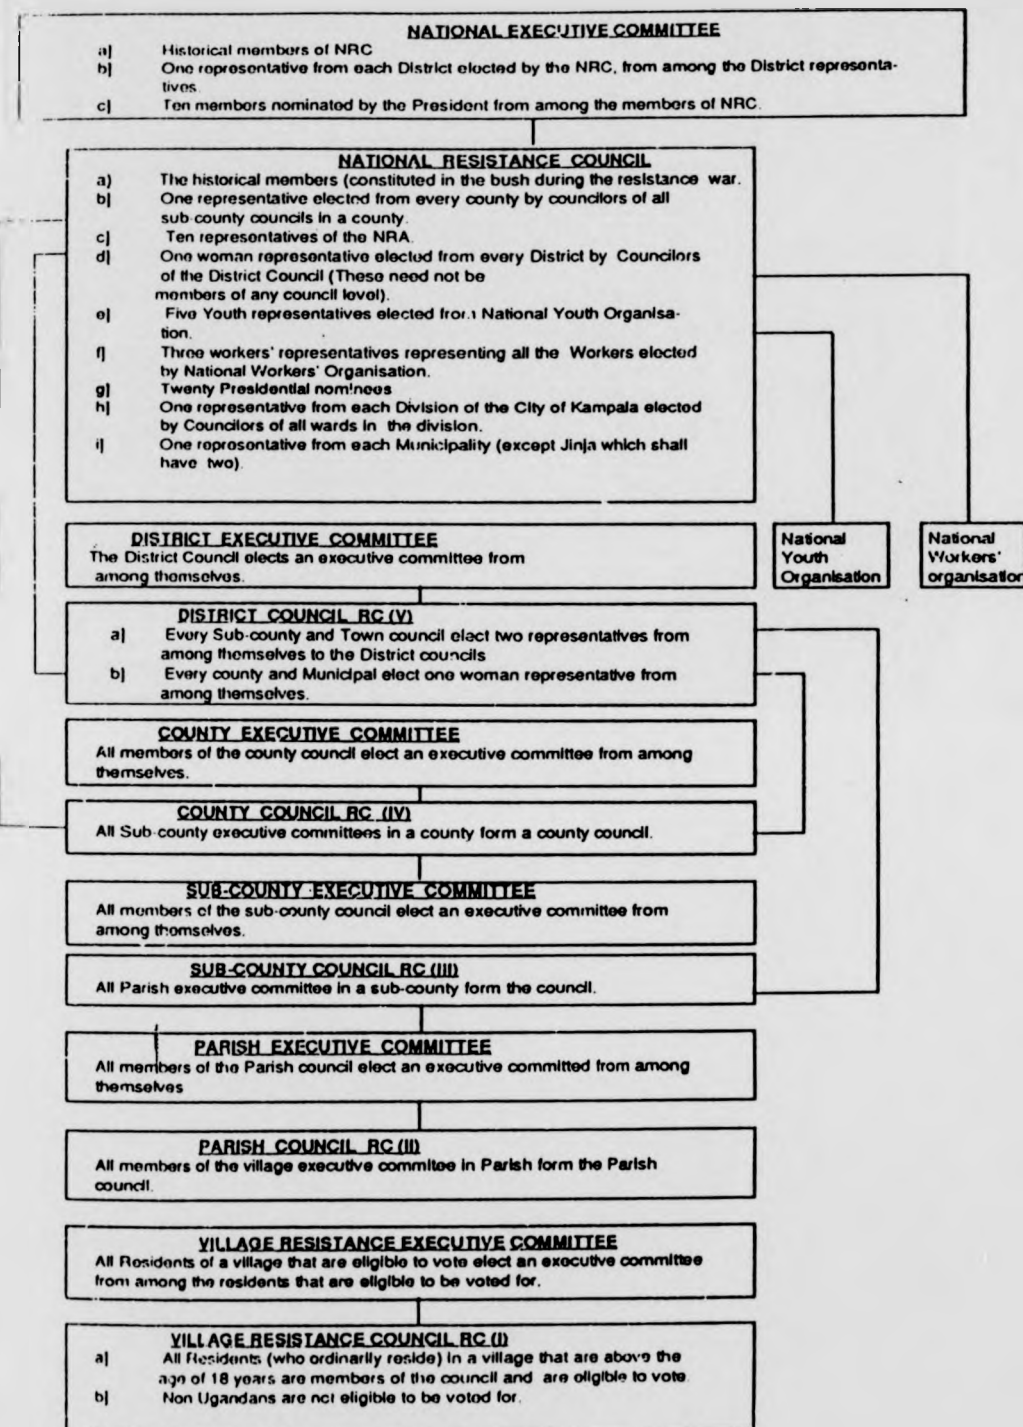 NATIONAL EXECUTIVE COMMITTEE
a] Historical members of NRC
b] One representative from each District elected by the NRC, from among the District representa-
tives
c] Ten members nominated by the President from among the members of NRC.
NATIONAL RESISTANCE COUNCIL
a) The historical members (constituted in the bush during the resistance war.
b] One representative elected from every county by councilors of all
sub-county councils in a county.
c] Ten representatives of the NRA.
d] One woman representative elected from every District by Councilors
of the District Council (These need not be
members of any council level).
e] Five Youth representatives elected from National Youth Organisa-
tion.
f] Three workers' representatives representing all the Workers elected
by National Workers' Organisation.
g] Twenty Presidential nominees
h] One representative from each Division of the City of Kampala elected
by Councilors of all wards in the division.
i] One representative from each Municipality (except Jinja which shall
have two).
DISTRICT EXECUTIVE COMMITTEE
The District Council elects an executive committee from
among themselves.
National
Youth
Organisation
National
Workers'
organisation
DISTRICT COUNCIL RC (V)
a] Every Sub-county and Town council elect two representatives from
among themselves to the District councils
b] Every county and Municipal elect one woman representative from
among themselves.
COUNTY EXECUTIVE COMMITTEE
All members of the county council elect an executive committee from among
themselves.
COUNTY COUNCIL RC (IV)
All Sub-county executive committees in a county form a county council.
SUB-COUNTY EXECUTIVE COMMITTEE
All members of the sub-county council elect an executive committee from
among themselves.
SUB-COUNTY COUNCIL RC (III)
All Parish executive committee in a sub-county form the council.
PARISH EXECUTIVE COMMITTEE
All members of the Parish council elect an executive committed from among
themselves
PARISH COUNCIL RC (II)
All members of the village executive commitee in Parish form the Parish
council.
VILLAGE RESISTANCE EXECUTIVE COMMITTEE
All Residents of a village that are eligible to vote elect an executive committee
from among the residents that are eligible to be voted for.
VILLAGE RESISTANCE COUNCIL RC (I)
a] All Residents (who ordinarily reside) in a village that are above the
age of 18 years are members of the council and are eligible to vote.
b] Non Ugandans are not eligible to be voted for.